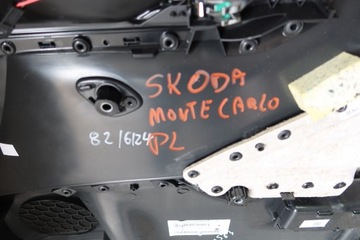 SKODA
MONTE CARLO
82/6124
PL